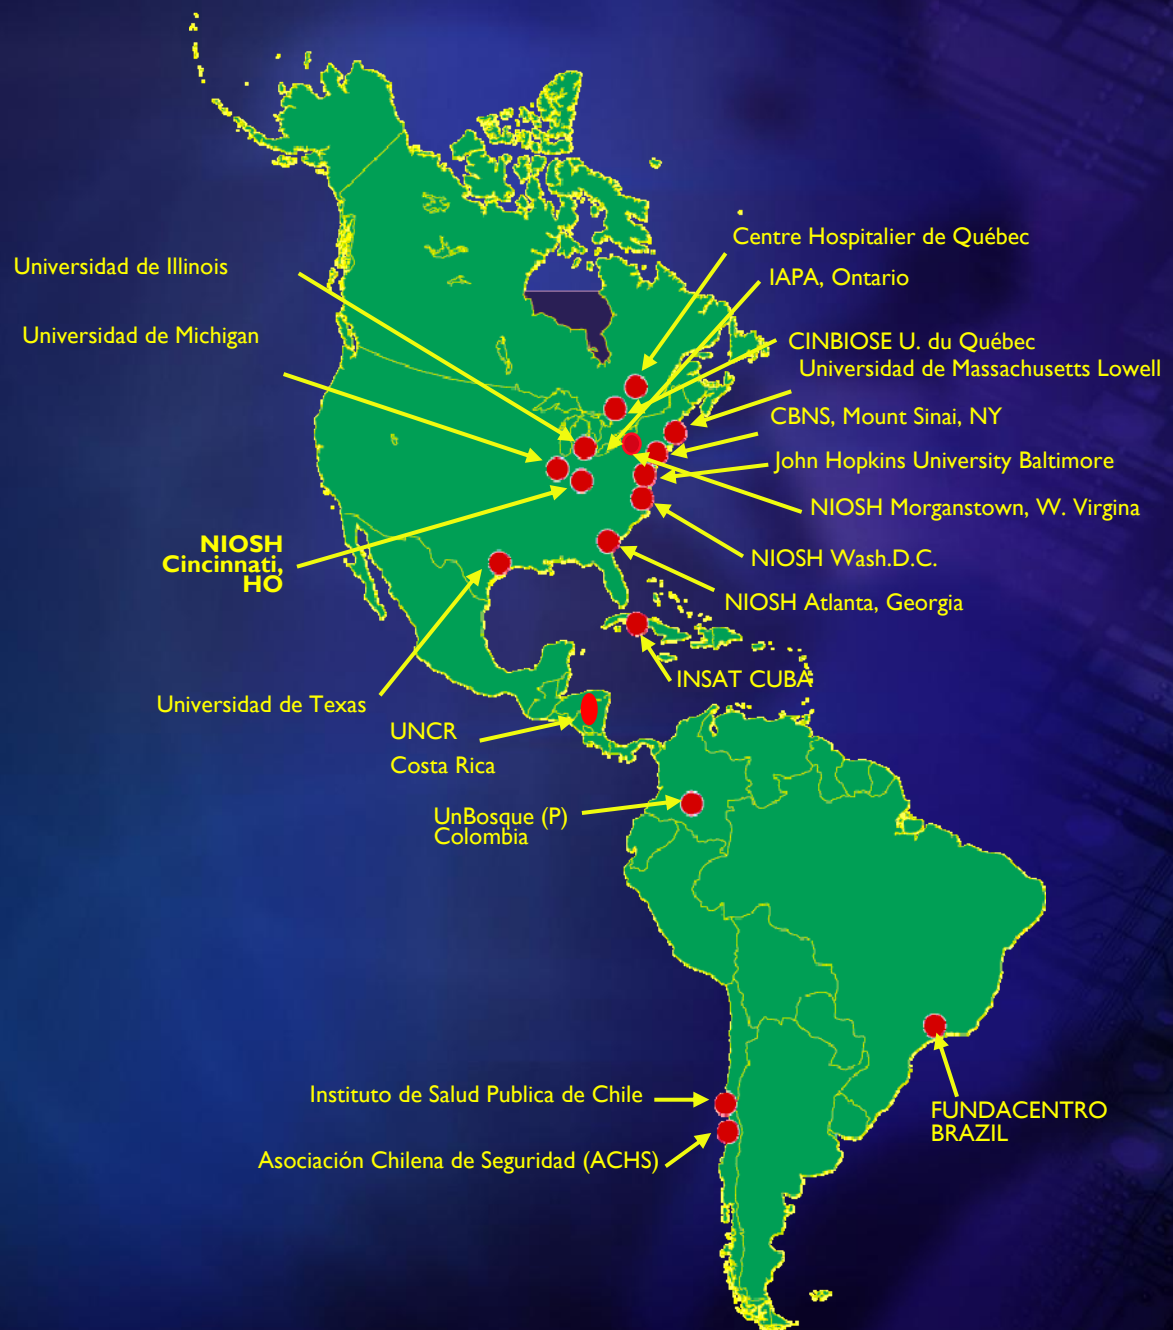 Centre Hospitalier de Québec
Universidad de Illinois
IAPA, Ontario
Universidad de Michigan
CINBIOSE U. du Québec
Universidad de Massachusetts Lowell
CBNS, Mount Sinai, NY
John Hopkins University Baltimore
NIOSH Morganstown, W. Virgina
NIOSH
Cincinnati,
HO
NIOSH Wash.D.C.
NIOSH Atlanta, Georgia
INSAT CUBA
Universidad de Texas
UNCR
Costa Rica
UnBosque (P)
Colombia
Instituto de Salud Publica de Chile
FUNDACENTRO
BRAZIL
Asociación Chilena de Seguridad (ACHS)